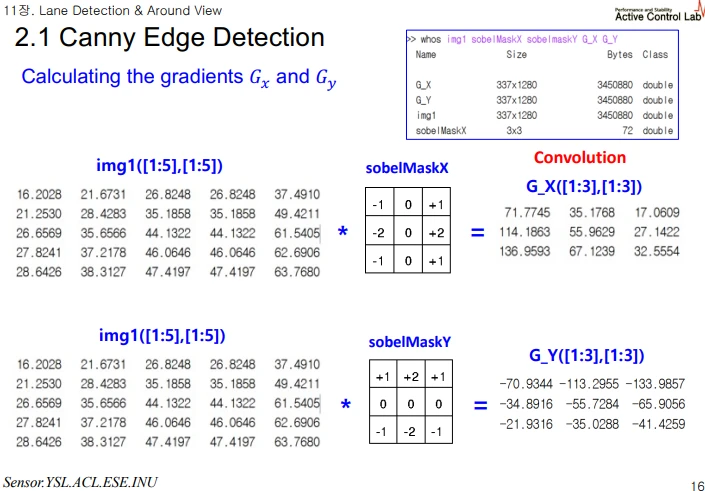 11장. Lane Detection & Around View
Performance and Stability
Active Control Lab
2.1 Canny Edge Detection
Calculating the gradients Gx and Gy
>> whos img1 sobelMaskX sobelmaskY G_X G_Y
Name Size Bytes Class
G_X 337x1280 3450880 double
G_Y 337x1280 3450880 double
img1 337x1280 3450880 double
sobelMaskX 3x3 72 double
img1([1:5],[1:5])
16.2028 21.6731 26.8248 26.8248 37.4910
21.2530 28.4283 35.1858 35.1858 49.4211
26.6569 35.6566 44.1322 44.1322 61.5405
27.8241 37.2178 46.0646 46.0646 62.6906
28.6426 38.3127 47.4197 47.4197 63.7680
*
sobelMaskX
-1 0 +1
-2 0 +2
-1 0 +1
=
Convolution
G_X([1:3],[1:3])
71.7745 35.1768 17.0609
114.1863 55.9629 27.1422
136.9593 67.1239 32.5554
img1([1:5],[1:5])
16.2028 21.6731 26.8248 26.8248 37.4910
21.2530 28.4283 35.1858 35.1858 49.4211
26.6569 35.6566 44.1322 44.1322 61.5405
27.8241 37.2178 46.0646 46.0646 62.6906
28.6426 38.3127 47.4197 47.4197 63.7680
*
sobelMaskY
+1 +2 +1
0 0 0
-1 -2 -1
=
G_Y([1:3],[1:3])
-70.9344 -113.2955 -133.9857
-34.8916 -55.7284 -65.9056
-21.9316 -35.0288 -41.4259
Sensor.YSL.ACL.ESE.INU
16